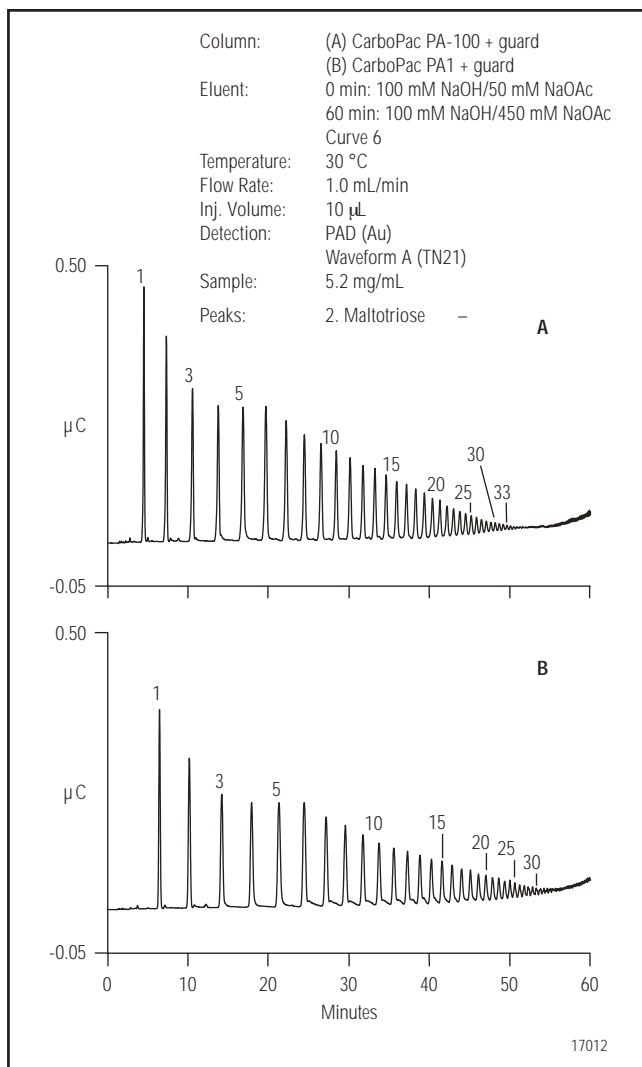 Column: (A) CarboPac PA-100 + guard
(B) CarboPac PA1 + guard
Eluent: 0 min: 100 mM NaOH/50 mM NaOAc
60 min: 100 mM NaOH/450 mM NaOAc
Curve 6
Temperature: 30 °C
Flow Rate: 1.0 mL/min
Inj. Volume: 10 µL
Detection: PAD (Au)
Waveform A (TN21)
Sample: 5.2 mg/mL
Peaks: 2. Maltotriose –
A
0.50
µC
-0.05
1
3
5
10
15
20
25
30
33
B
0.50
µC
-0.05
1
3
5
10
15
20
25
30
0 10 20 30 40 50 60
Minutes
17012